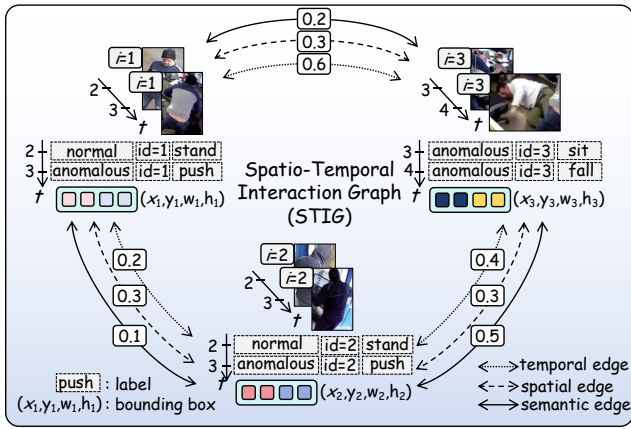 0.2
0.3
0.6
i=1
i=1
2
3
t
i=3
i=3
3
4
t
2 normal id=1 stand
3 anomalous id=1 push
t
(x₁,y₁,w₁,h₁)
Spatio-Temporal
Interaction Graph
(STIG)
3 anomalous id=3 sit
4 anomalous id=3 fall
t
(x₃,y₃,w₃,h₃)
i=2
i=2
2
3
t
0.2
0.3
0.1
0.4
0.3
0.5
2 normal id=2 stand
3 anomalous id=2 push
t
(x₂,y₂,w₂,h₂)
push : label
(x₁,y₁,w₁,h₁) : bounding box
temporal edge
spatial edge
semantic edge